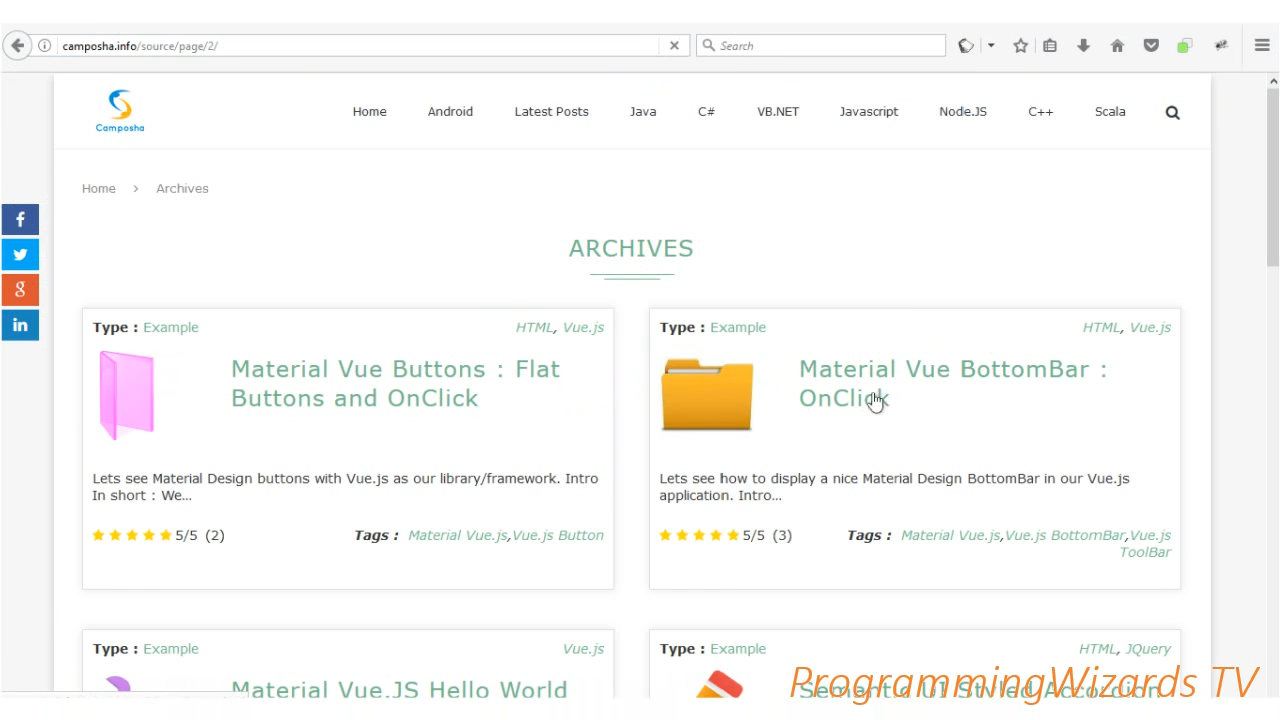 camposha.info/source/page/2/
Search
Camposha
Home Android Latest Posts Java C# VB.NET Javascript Node.JS C++ Scala
Home > Archives
ARCHIVES
Type : Example HTML, Vue.js
Material Vue Buttons : Flat
Buttons and OnClick
Lets see Material Design buttons with Vue.js as our library/framework. Intro
In short : We...
5/5 (2) Tags : Material Vue.js,Vue.js Button
Type : Example HTML, Vue.js
Material Vue BottomBar :
OnClick
Lets see how to display a nice Material Design BottomBar in our Vue.js
application. Intro...
5/5 (3) Tags : Material Vue.js,Vue.js BottomBar,Vue.js
ToolBar
Type : Example Vue.js
Material Vue.JS Hello World
Type : Example HTML, JQuery
Semantic UI Styled Accordion
ProgrammingWizards TV
f
g
in